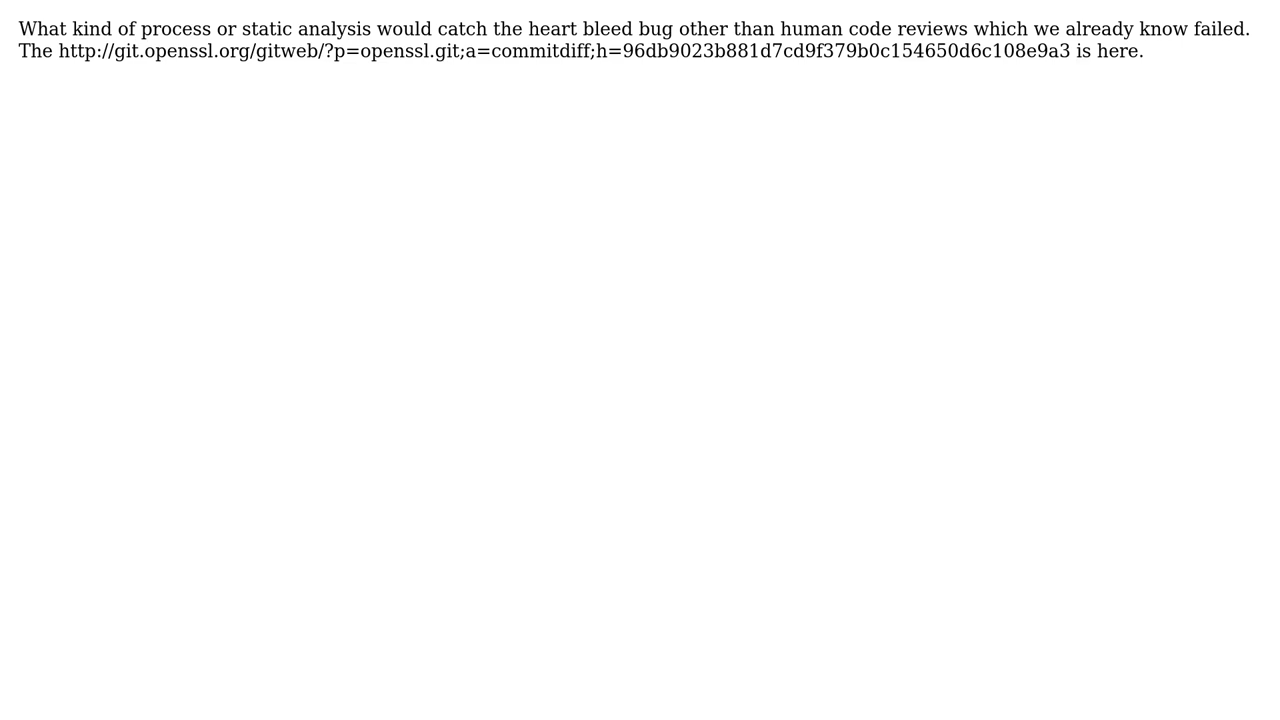 What kind of process or static analysis would catch the heart bleed bug other than human code reviews which we already know failed.
The http://git.openssl.org/gitweb/?p=openssl.git;a=commitdiff;h=96db9023b881d7cd9f379b0c154650d6c108e9a3 is here.